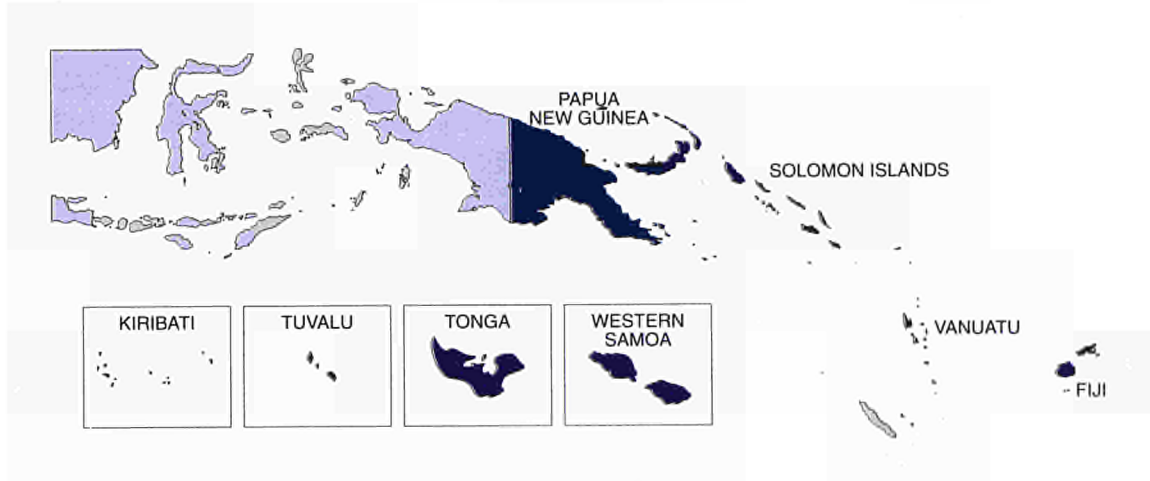 PAPUA
NEW GUINEA
SOLOMON ISLANDS
KIRIBATI
TUVALU
TONGA
WESTERN
SAMOA
VANUATU
FIJI